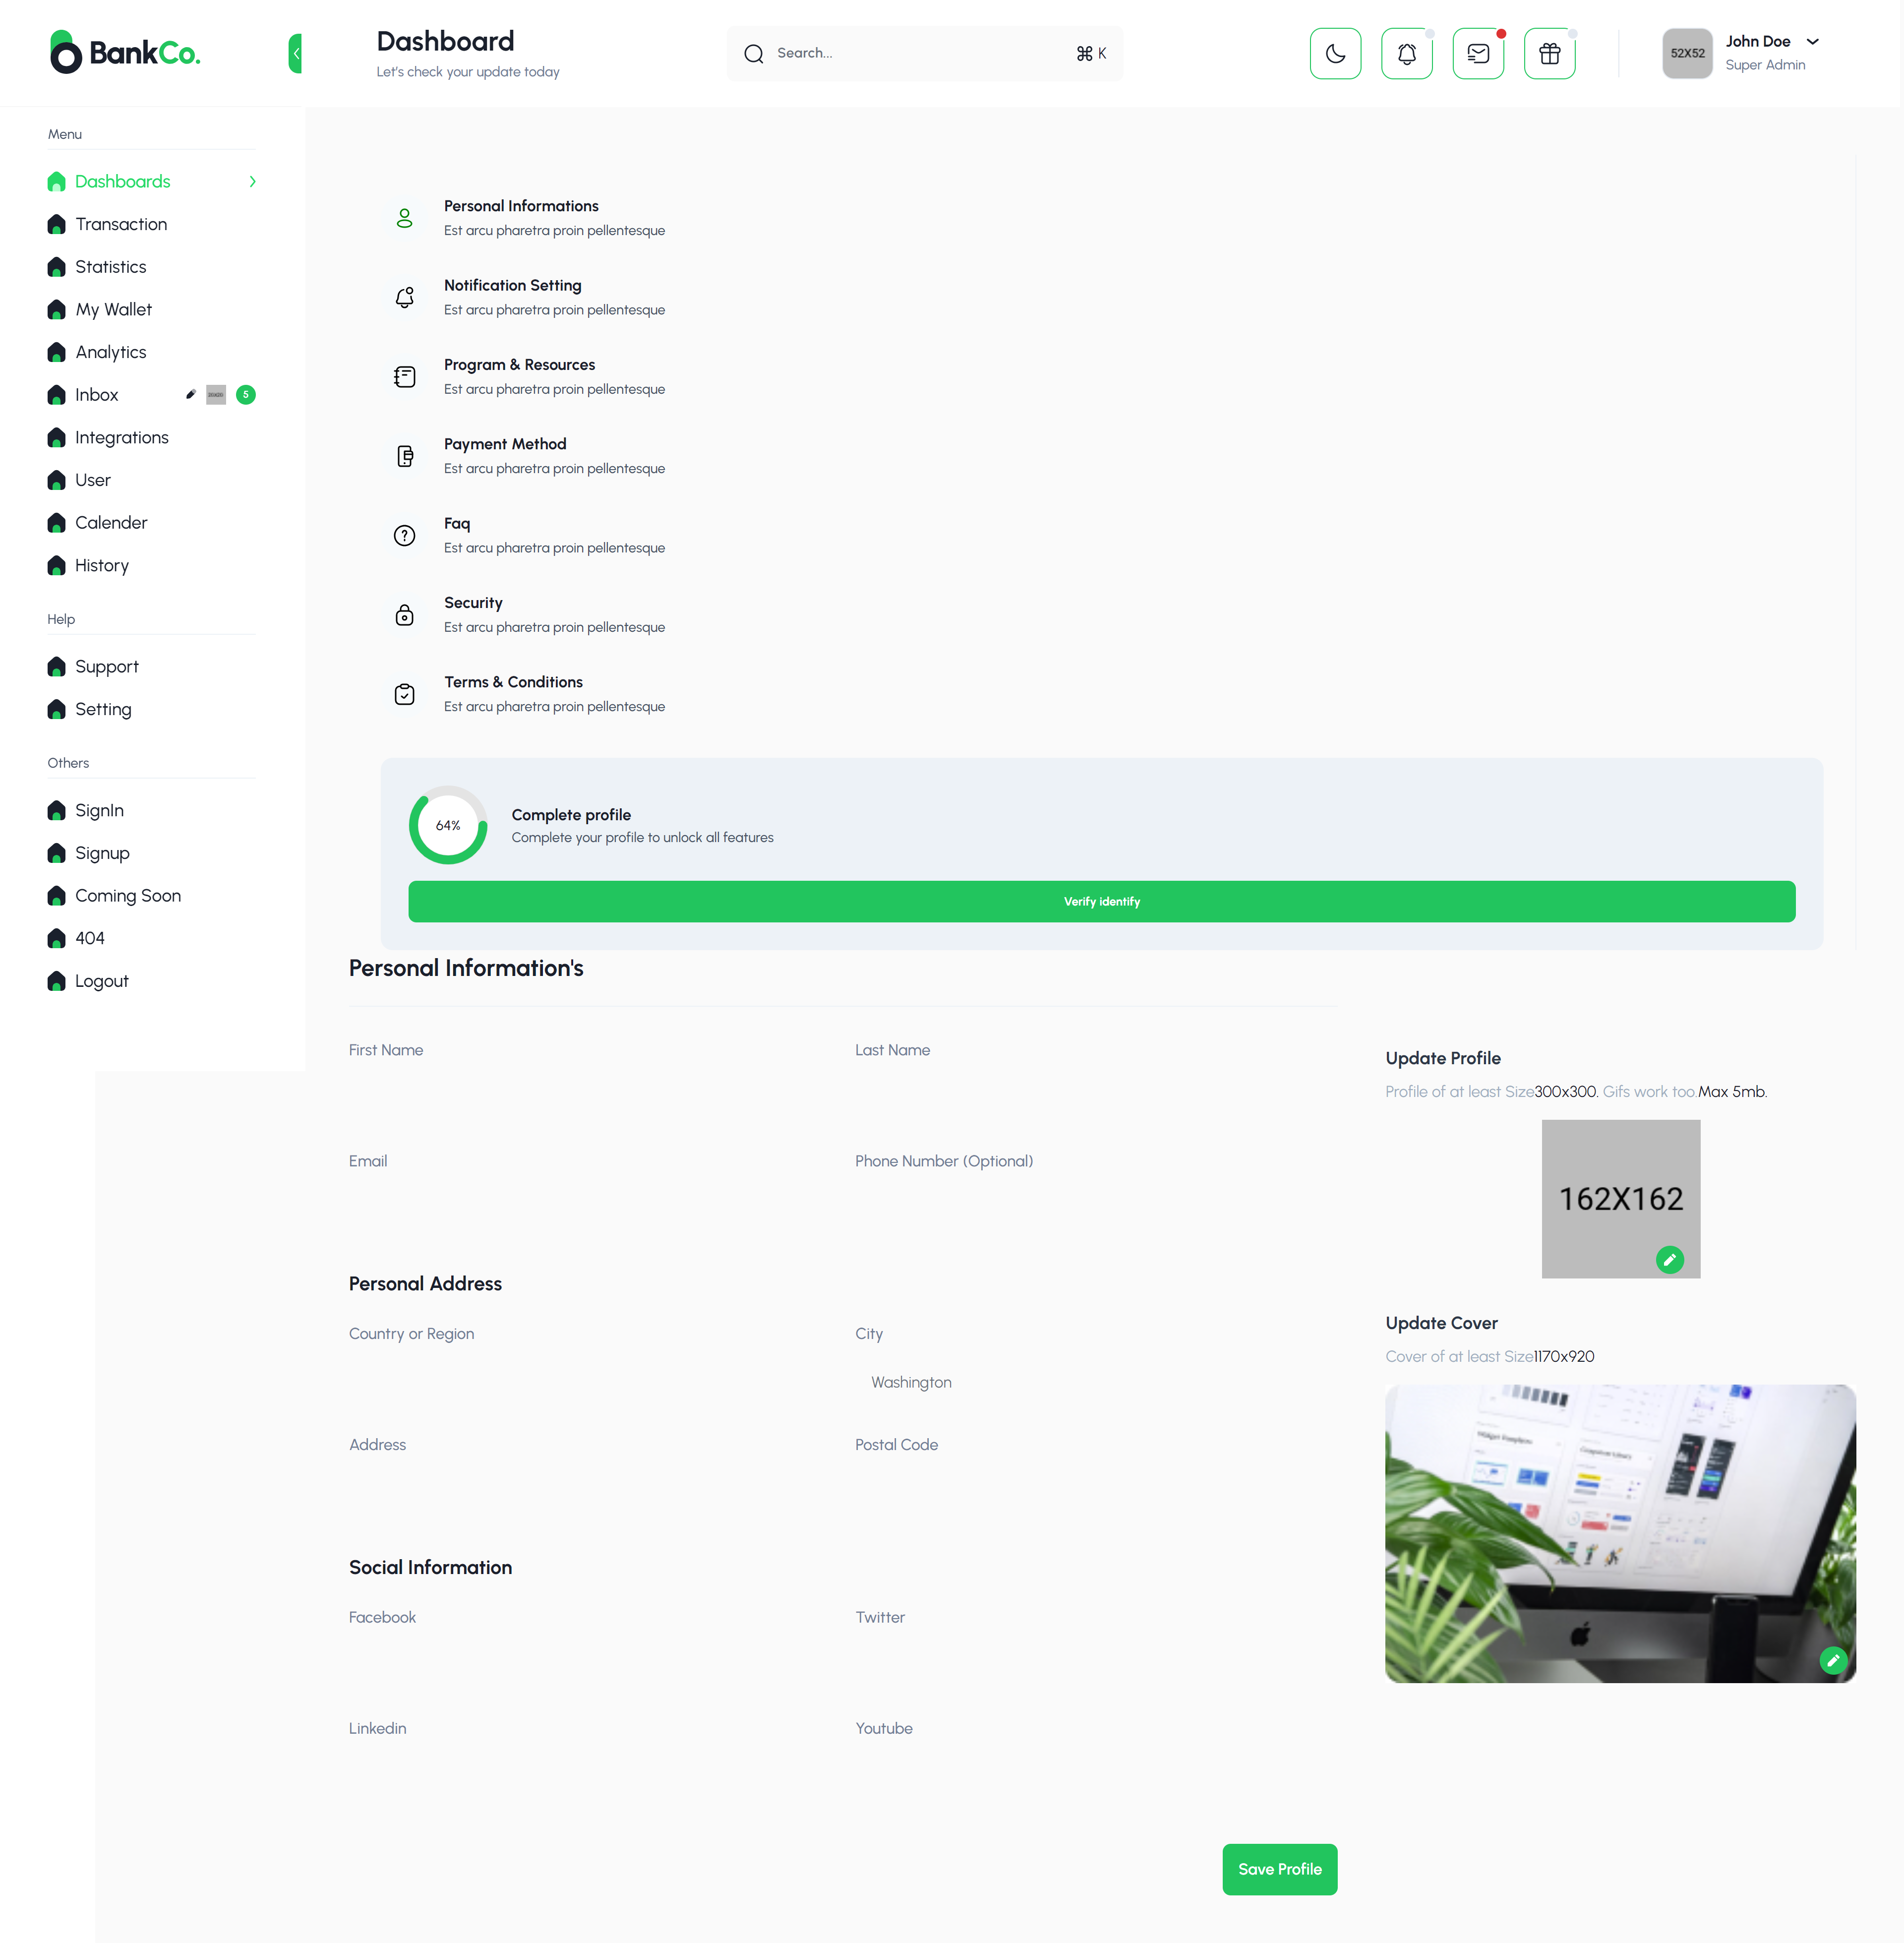 BankCo.
Dashboard
Let's check your update today
Search...
⌘ K
52X52
John Doe
Super Admin
Menu
Dashboards
Transaction
Statistics
My Wallet
Analytics
Inbox
5
Integrations
User
Calender
History
Help
Support
Setting
Others
SignIn
Signup
Coming Soon
404
Logout
Personal Informations
Est arcu pharetra proin pellentesque
Notification Setting
Est arcu pharetra proin pellentesque
Program & Resources
Est arcu pharetra proin pellentesque
Payment Method
Est arcu pharetra proin pellentesque
Faq
Est arcu pharetra proin pellentesque
Security
Est arcu pharetra proin pellentesque
Terms & Conditions
Est arcu pharetra proin pellentesque
64%
Complete profile
Complete your profile to unlock all features
Verify identify
Personal Information's
First Name
Last Name
Email
Phone Number (Optional)
Personal Address
Country or Region
City
Washington
Address
Postal Code
Social Information
Facebook
Twitter
Linkedin
Youtube
Save Profile
Update Profile
Profile of at least Size300x300. Gifs work too.Max 5mb.
162X162
Update Cover
Cover of at least Size1170x920